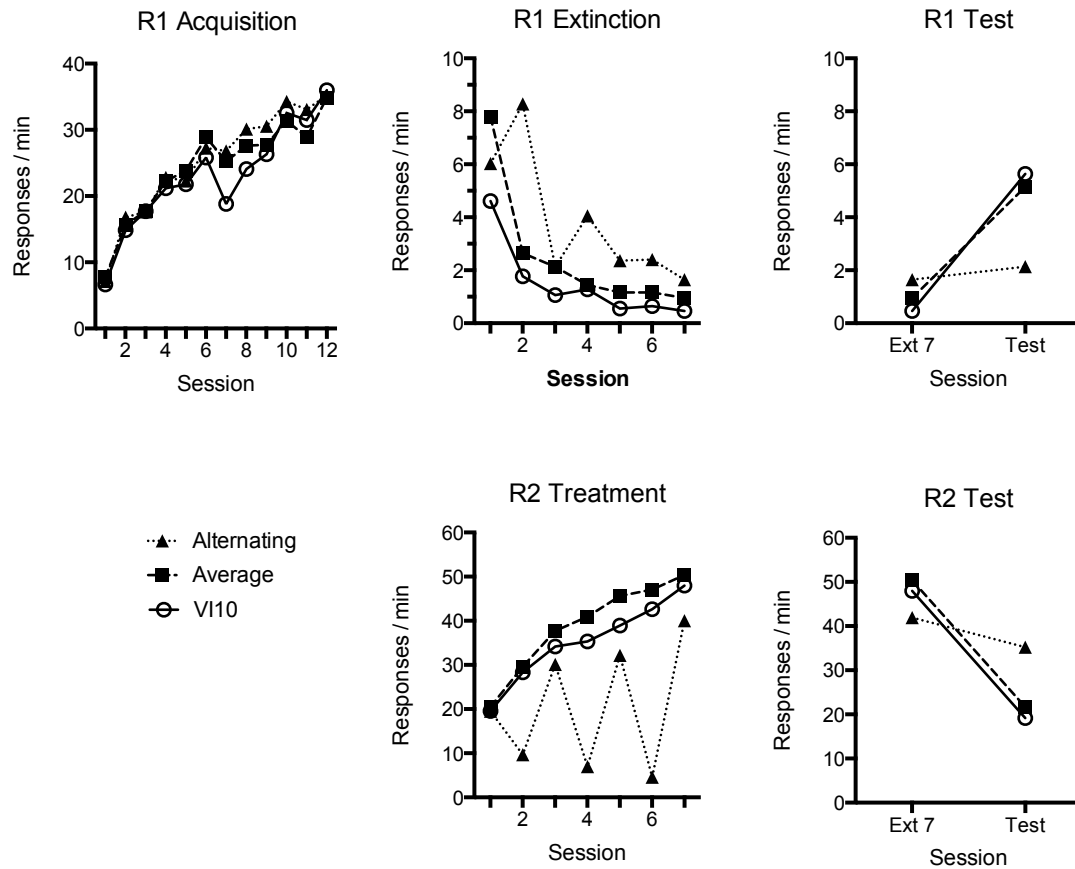 R1 Acquisition
Responses / min
40
30
20
10
0
2 4 6 8 10 12
Session
R1 Extinction
Responses / min
10
8
6
4
2
0
2 4 6
Session
R1 Test
Responses / min
10
8
6
4
2
0
Ext 7 Test
Session
Alternating
Average
VI10
R2 Treatment
Responses / min
60
50
40
30
20
10
0
2 4 6
Session
R2 Test
Responses / min
60
50
40
30
20
10
0
Ext 7 Test
Session